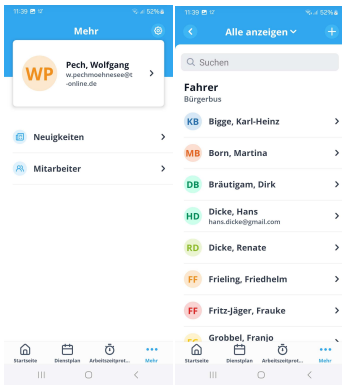 11:39
52%
Mehr
WP
Pech, Wolfgang
w.pechmoehnesee@t
-online.de
Neuigkeiten
Mitarbeiter
Startseite
Dienstplan
Arbeitszeitprot...
Mehr
11:39
52%
Alle anzeigen
Suchen
Fahrer
Bürgerbus
KB
Bigge, Karl-Heinz
MB
Born, Martina
DB
Bräutigam, Dirk
HD
Dicke, Hans
hans.dicke@gmail.com
RD
Dicke, Renate
FF
Frieling, Friedhelm
FF
Fritz-Jäger, Frauke
Grobbel, Franjo
Startseite
Dienstplan
Arbeitszeitprot...
Mehr